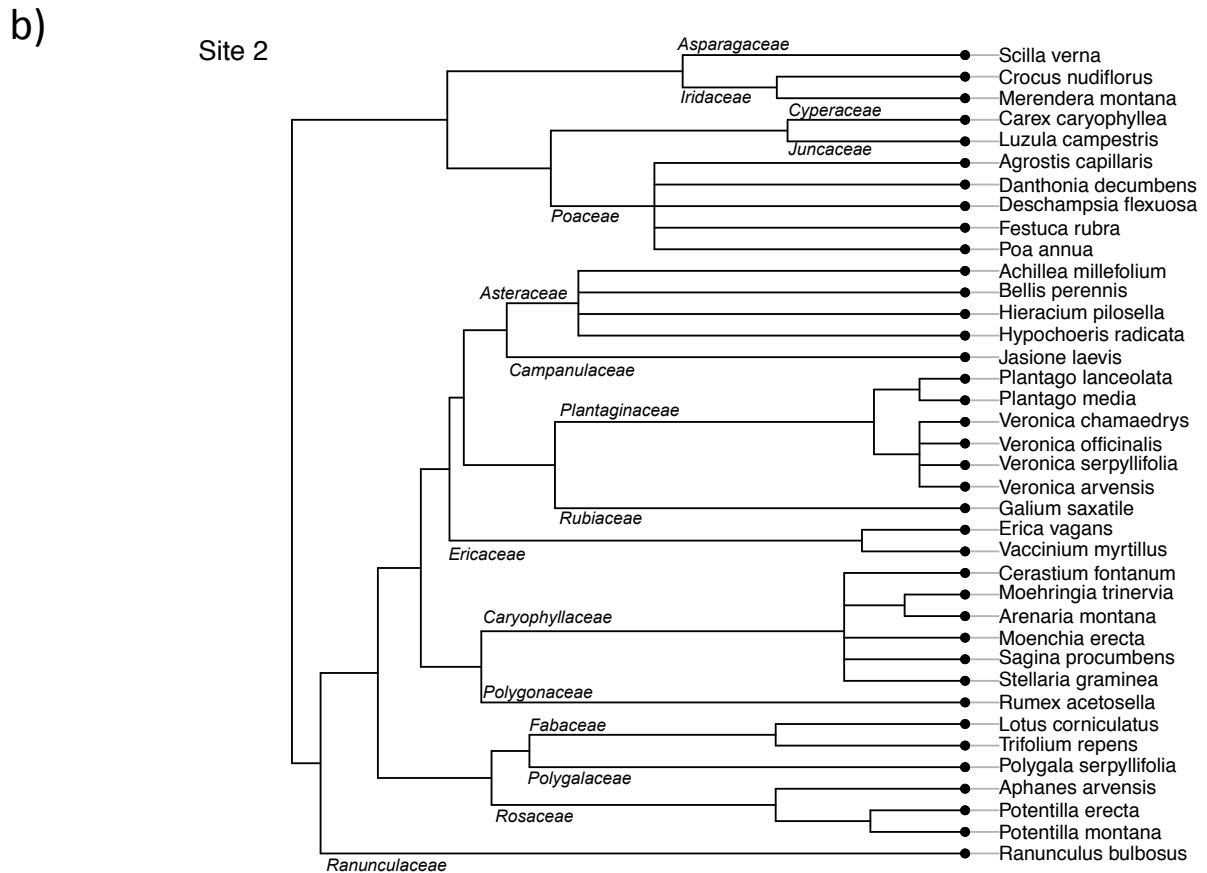 b)
Site 2
Asparagaceae
Scilla verna
Crocus nudiflorus
Iridaceae
Merendera montana
Cyperaceae
Carex caryophyllea
Luzula campestris
Juncaceae
Agrostis capillaris
Danthonia decumbens
Deschampsia flexuosa
Poaceae
Festuca rubra
Poa annua
Achillea millefolium
Asteraceae
Bellis perennis
Hieracium pilosella
Hypochoeris radicata
Jasione laevis
Campanulaceae
Plantago lanceolata
Plantago media
Plantaginaceae
Veronica chamaedrys
Veronica officinalis
Veronica serpyllifolia
Veronica arvensis
Galium saxatile
Rubiaceae
Erica vagans
Ericaceae
Vaccinium myrtillus
Cerastium fontanum
Moehringia trinervia
Caryophyllaceae
Arenaria montana
Moenchia erecta
Sagina procumbens
Stellaria graminea
Polygonaceae
Rumex acetosella
Fabaceae
Lotus corniculatus
Trifolium repens
Polygala serpyllifolia
Polygalaceae
Aphanes arvensis
Potentilla erecta
Rosaceae
Potentilla montana
Ranunculus bulbosus
Ranunculaceae